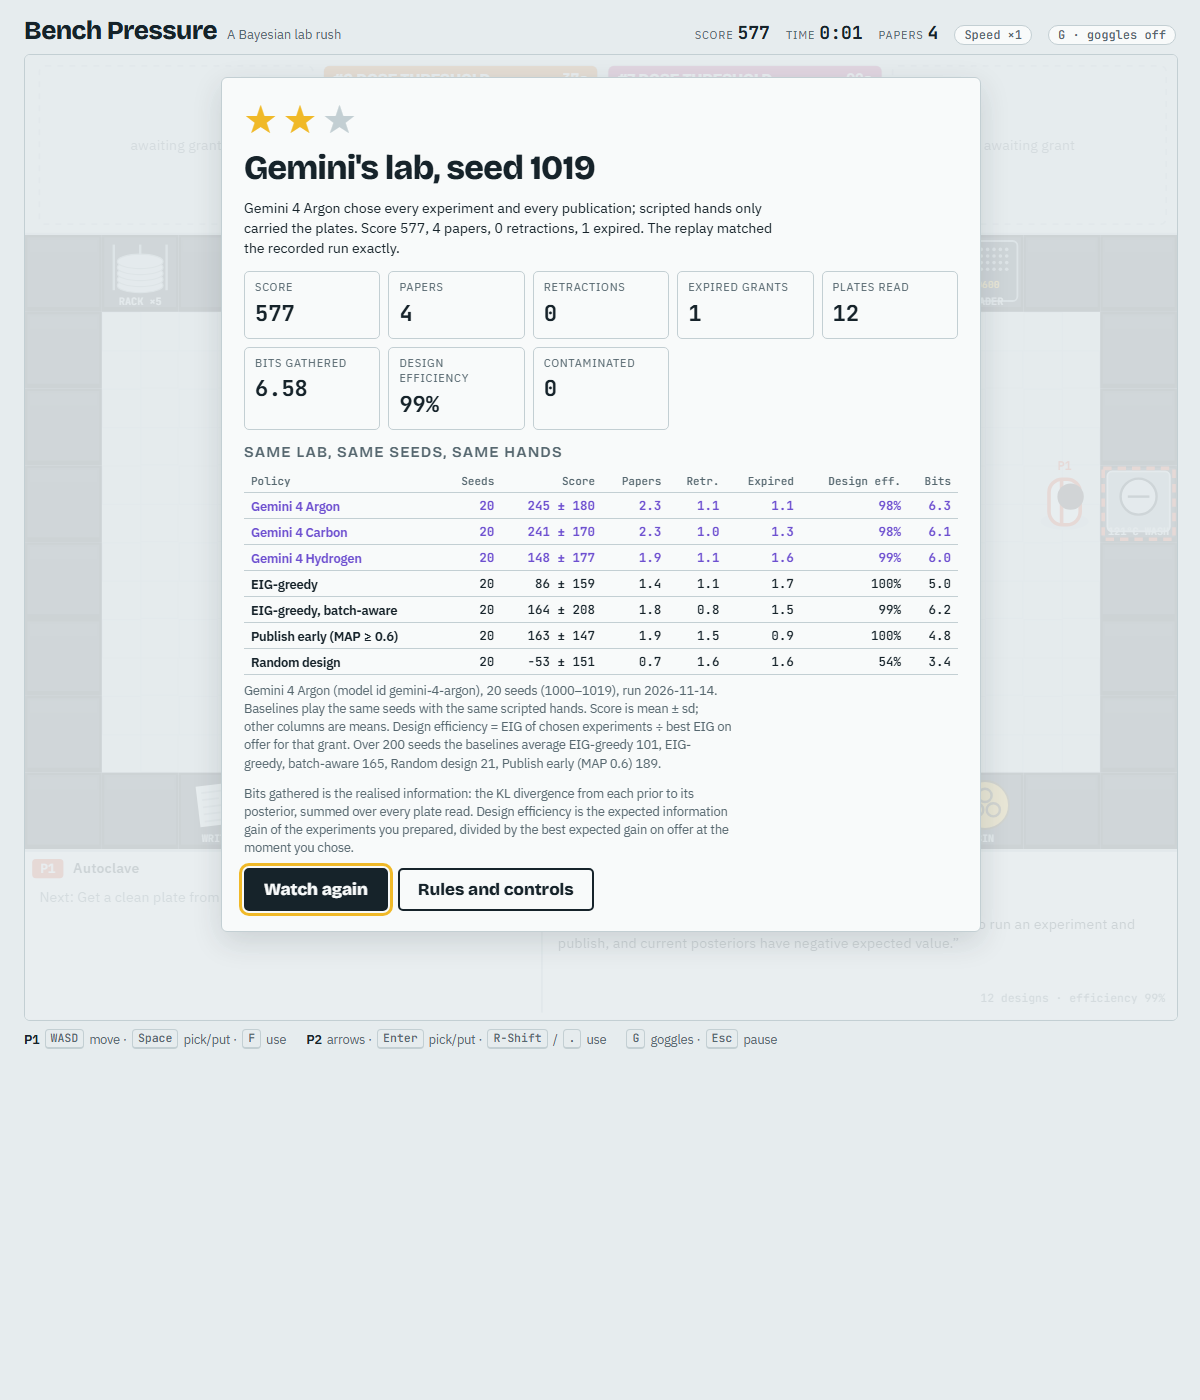 Bench Pressure A Bayesian lab rush SCORE 577 TIME 0:01 PAPERS 4 Speed ×1 G · goggles off
Gemini's lab, seed 1019
Gemini 4 Argon chose every experiment and every publication; scripted hands only
carried the plates. Score 577, 4 papers, 0 retractions, 1 expired. The replay matched
the recorded run exactly.
SCORE PAPERS RETRACTIONS EXPIRED GRANTS PLATES READ
577 4 0 1 12
BITS GATHERED DESIGN EFFICIENCY CONTAMINATED
6.58 99% 0
SAME LAB, SAME SEEDS, SAME HANDS
Policy Seeds Score Papers Retr. Expired Design eff. Bits
Gemini 4 Argon 20 245 ± 180 2.3 1.1 1.1 98% 6.3
Gemini 4 Carbon 20 241 ± 170 2.3 1.0 1.3 98% 6.1
Gemini 4 Hydrogen 20 148 ± 177 1.9 1.1 1.6 99% 6.0
EIG-greedy 20 86 ± 159 1.4 1.1 1.7 100% 5.0
EIG-greedy, batch-aware 20 164 ± 208 1.8 0.8 1.5 99% 6.2
Publish early (MAP ≥ 0.6) 20 163 ± 147 1.9 1.5 0.9 100% 4.8
Random design 20 -53 ± 151 0.7 1.6 1.6 54% 3.4
Gemini 4 Argon (model id gemini-4-argon), 20 seeds (1000–1019), run 2026-11-14.
Baselines play the same seeds with the same scripted hands. Score is mean ± sd;
other columns are means. Design efficiency = EIG of chosen experiments ÷ best EIG on
offer for that grant. Over 200 seeds the baselines average EIG-greedy 101, EIG-
greedy, batch-aware 165, Random design 21, Publish early (MAP 0.6) 189.
Bits gathered is the realised information: the KL divergence from each prior to its
posterior, summed over every plate read. Design efficiency is the expected information
gain of the experiments you prepared, divided by the best expected gain on offer at the
moment you chose.
Watch again Rules and controls
awaiting grant
awaiting grant
RACK ×5
P1
P1 Autoclave
Next: Get a clean plate from
run an experiment and
publish, and current posteriors have negative expected value.”
12 designs · efficiency 99%
P1 WASD move · Space pick/put · F use P2 arrows · Enter pick/put · R-Shift / . use G goggles · Esc pause